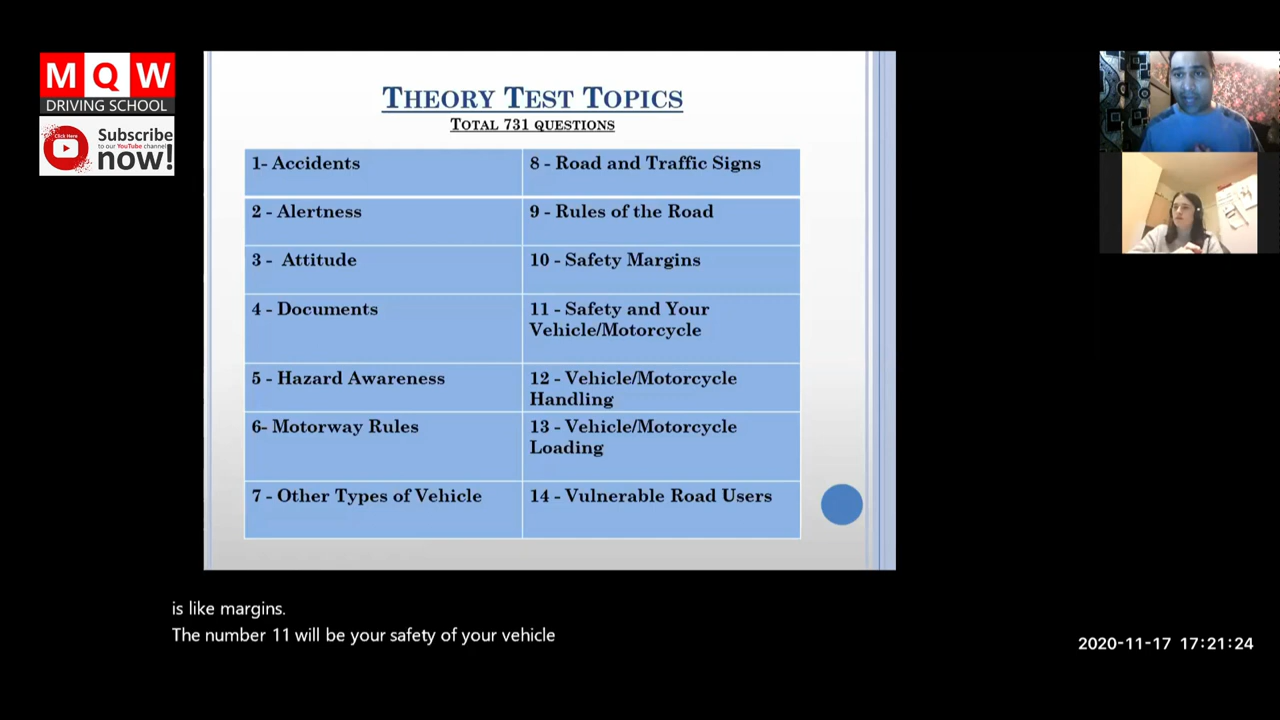 MQW
DRIVING SCHOOL
Click Here
Subscribe
to our YouTube channel
now!
THEORY TEST TOPICS
TOTAL 731 QUESTIONS
1- Accidents
8 - Road and Traffic Signs
2 - Alertness
9 - Rules of the Road
3 - Attitude
10 - Safety Margins
4 - Documents
11 - Safety and Your
Vehicle/Motorcycle
5 - Hazard Awareness
12 - Vehicle/Motorcycle
Handling
6- Motorway Rules
13 - Vehicle/Motorcycle
Loading
7 - Other Types of Vehicle
14 - Vulnerable Road Users
is like margins.
The number 11 will be your safety of your vehicle
2020-11-17 17:21:24